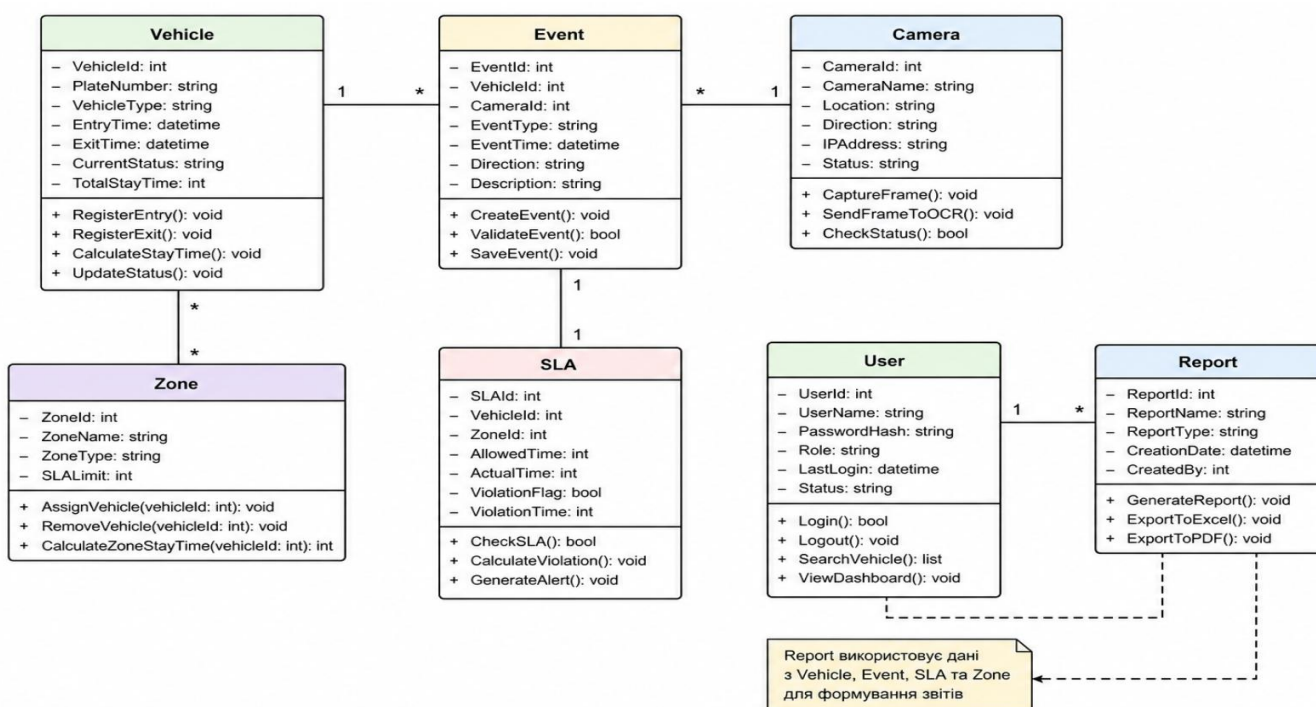 Vehicle
– VehicleId: int
– PlateNumber: string
– VehicleType: string
– EntryTime: datetime
– ExitTime: datetime
– CurrentStatus: string
– TotalStayTime: int
+ RegisterEntry(): void
+ RegisterExit(): void
+ CalculateStayTime(): void
+ UpdateStatus(): void
1
*
Event
– EventId: int
– VehicleId: int
– CameraId: int
– EventType: string
– EventTime: datetime
– Direction: string
– Description: string
+ CreateEvent(): void
+ ValidateEvent(): bool
+ SaveEvent(): void
*
1
Camera
– CameraId: int
– CameraName: string
– Location: string
– Direction: string
– IPAddress: string
– Status: string
+ CaptureFrame(): void
+ SendFrameToOCR(): void
+ CheckStatus(): bool
*
*
Zone
– ZoneId: int
– ZoneName: string
– ZoneType: string
– SLALimit: int
+ AssignVehicle(vehicleId: int): void
+ RemoveVehicle(vehicleId: int): void
+ CalculateZoneStayTime(vehicleId: int): int
1
1
SLA
– SLAId: int
– VehicleId: int
– ZoneId: int
– AllowedTime: int
– ActualTime: int
– ViolationFlag: bool
– ViolationTime: int
+ CheckSLA(): bool
+ CalculateViolation(): void
+ GenerateAlert(): void
User
– UserId: int
– UserName: string
– PasswordHash: string
– Role: string
– LastLogin: datetime
– Status: string
+ Login(): bool
+ Logout(): void
+ SearchVehicle(): list
+ ViewDashboard(): void
1
*
Report
– ReportId: int
– ReportName: string
– ReportType: string
– CreationDate: datetime
– CreatedBy: int
+ GenerateReport(): void
+ ExportToExcel(): void
+ ExportToPDF(): void
Report використовує дані
з Vehicle, Event, SLA та Zone
для формування звітів